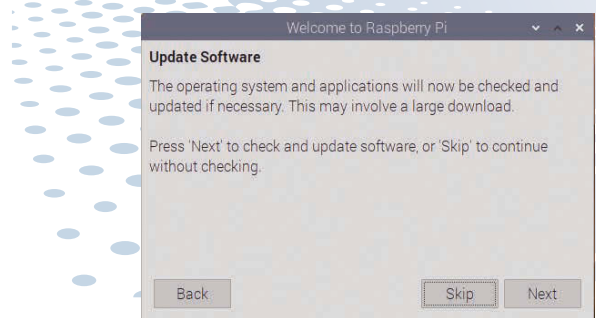 Welcome to Raspberry Pi
Update Software
The operating system and applications will now be checked and
updated if necessary. This may involve a large download.
Press 'Next' to check and update software, or 'Skip' to continue
without checking.
Back
Skip
Next